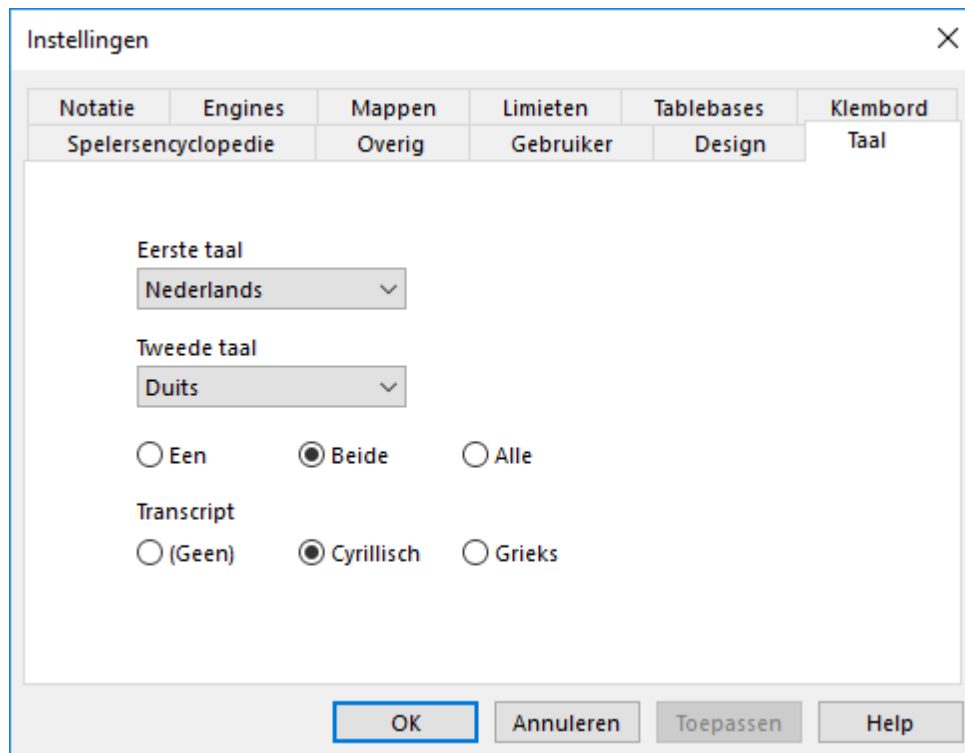 Instellingen
Notatie Engines Mappen Limieten Tablebases Klembord
Spelersencyclopedie Overig Gebruiker Design Taal
Eerste taal
Nederlands
Tweede taal
Duits
Een Beide Alle
Transcript
(Geen) Cyrillisch Grieks
OK Annuleren Toepassen Help